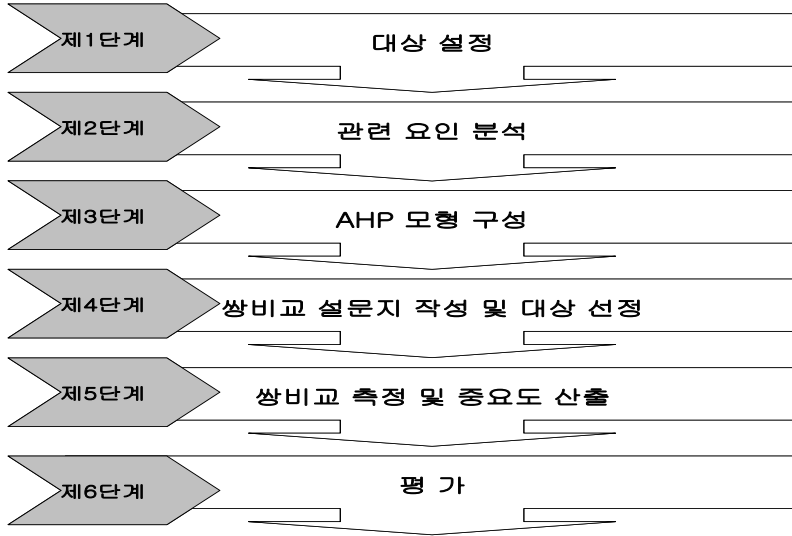 제1단계 대상 설정
제2단계 관련 요인 분석
제3단계 AHP 모형 구성
제4단계 쌍비교 설문지 작성 및 대상 선정
제5단계 쌍비교 측정 및 중요도 산출
제6단계 평 가